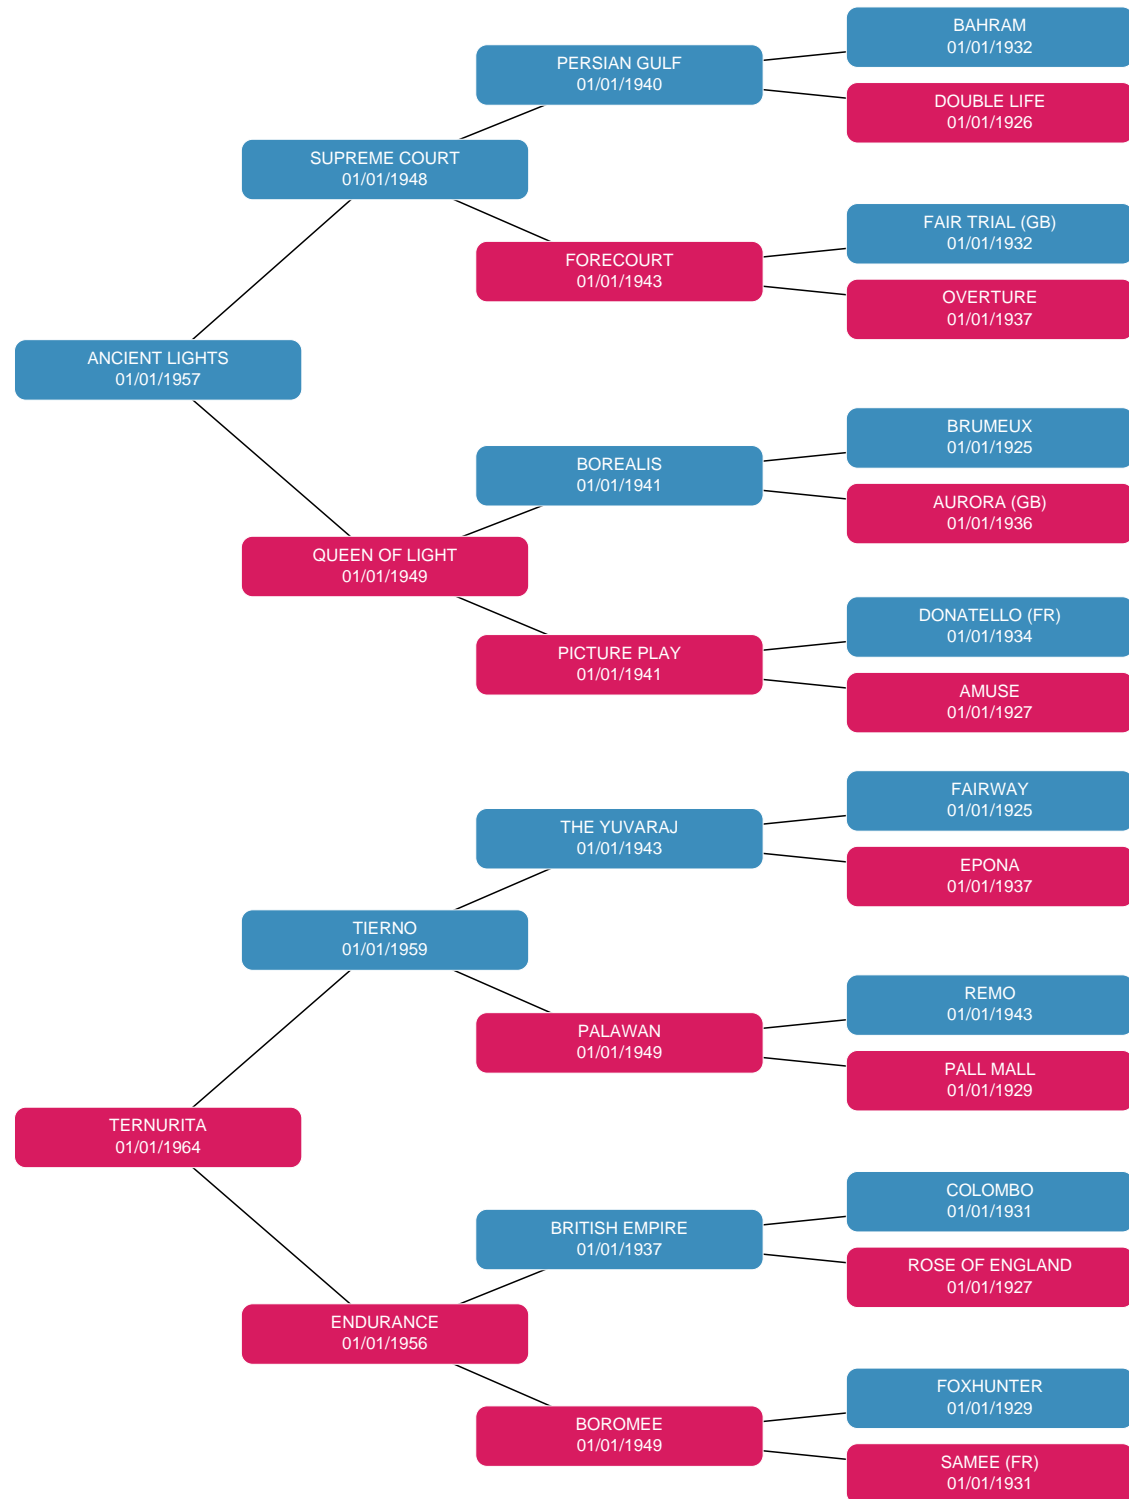 BAHRAM
01/01/1932
PERSIAN GULF
01/01/1940
DOUBLE LIFE
01/01/1926
SUPREME COURT
01/01/1948
FAIR TRIAL (GB)
01/01/1932
FORECOURT
01/01/1943
OVERTURE
01/01/1937
ANCIENT LIGHTS
01/01/1957
BRUMEUX
01/01/1925
BOREALIS
01/01/1941
AURORA (GB)
01/01/1936
QUEEN OF LIGHT
01/01/1949
DONATELLO (FR)
01/01/1934
PICTURE PLAY
01/01/1941
AMUSE
01/01/1927
FAIRWAY
01/01/1925
THE YUVARAJ
01/01/1943
EPONA
01/01/1937
TIERNO
01/01/1959
REMO
01/01/1943
PALAWAN
01/01/1949
PALL MALL
01/01/1929
TERNURITA
01/01/1964
COLOMBO
01/01/1931
BRITISH EMPIRE
01/01/1937
ROSE OF ENGLAND
01/01/1927
ENDURANCE
01/01/1956
FOXHUNTER
01/01/1929
BOROMEE
01/01/1949
SAMEE (FR)
01/01/1931